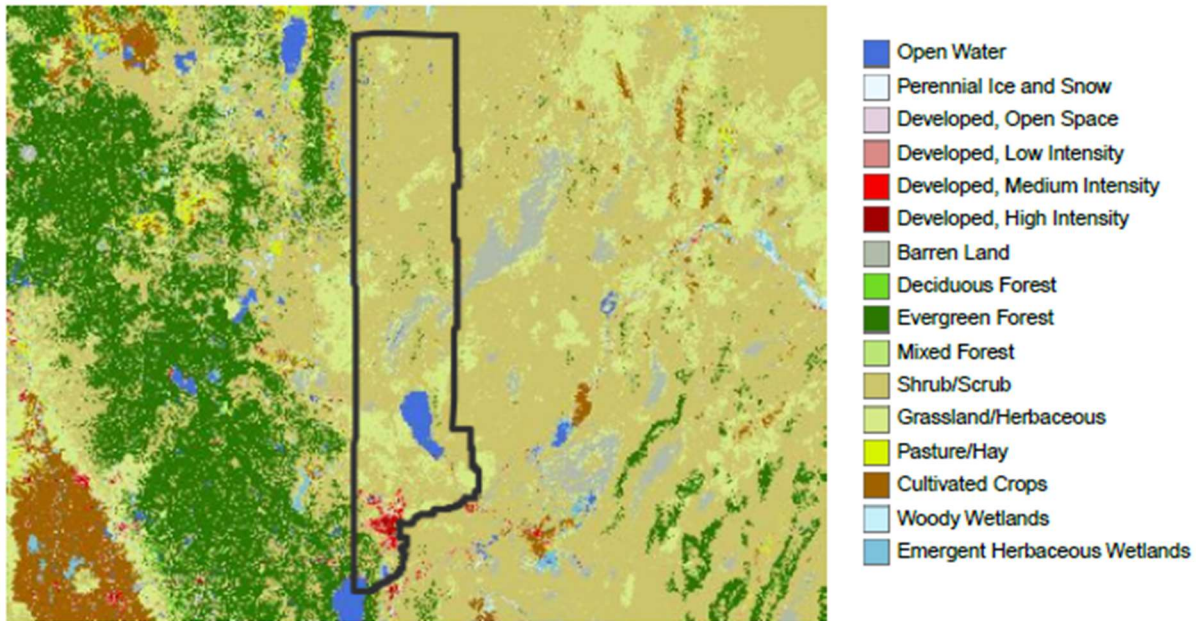 Open Water
Perennial Ice and Snow
Developed, Open Space
Developed, Low Intensity
Developed, Medium Intensity
Developed, High Intensity
Barren Land
Deciduous Forest
Evergreen Forest
Mixed Forest
Shrub/Scrub
Grassland/Herbaceous
Pasture/Hay
Cultivated Crops
Woody Wetlands
Emergent Herbaceous Wetlands